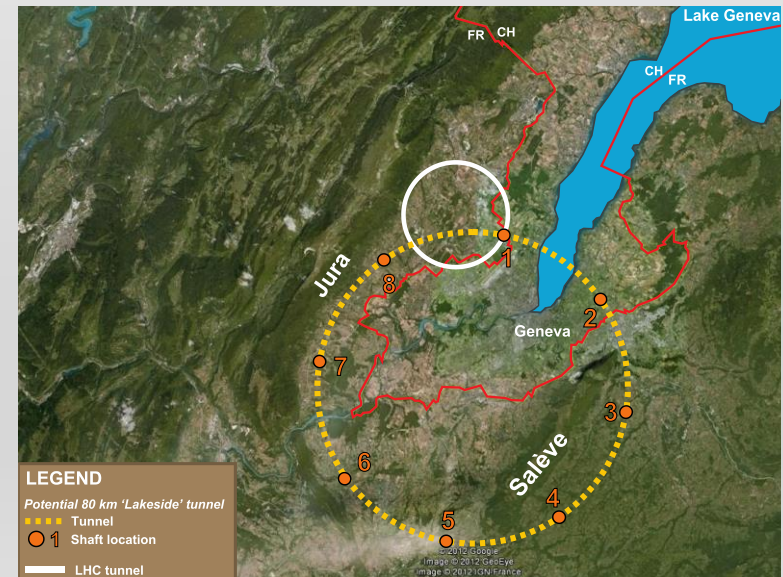 Lake Geneva
FR CH
CH
FR
1
Jura
8
2
Geneva
7
3
Salève
6
4
5
LEGEND
Potential 80 km ‘Lakeside’ tunnel
Tunnel
1 Shaft location
LHC tunnel
© 2012 Google
Image © 2012 GeoEye
Image © 2012 IGN France